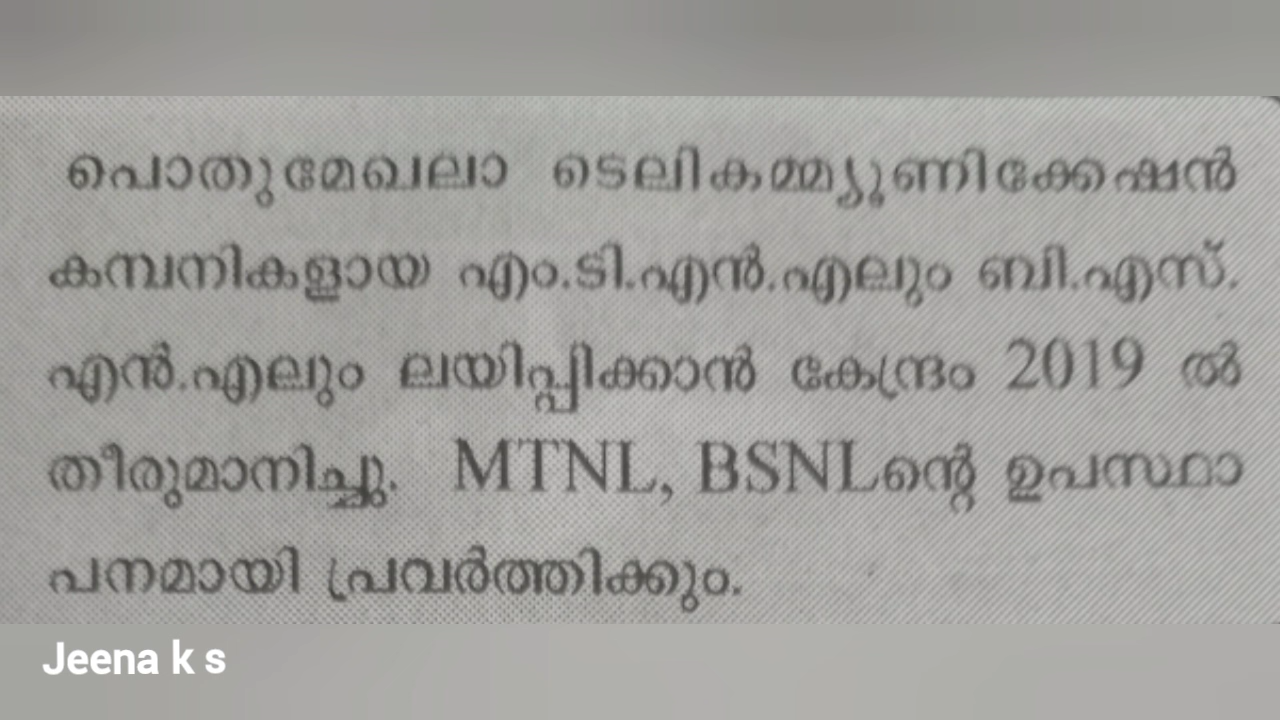 പൊതുമേഖലാ ടെലികമ്മ്യൂണിക്കേഷൻ
കമ്പനികളായ എം.ടി.എൻ.എലും ബി.എസ്.
എൻ.എലും ലയിപ്പിക്കാൻ കേന്ദ്രം 2019 ൽ
തീരുമാനിച്ചു. MTNL, BSNLന്റെ ഉപസ്ഥാ
പനമായി പ്രവർത്തിക്കും.
Jeena k s